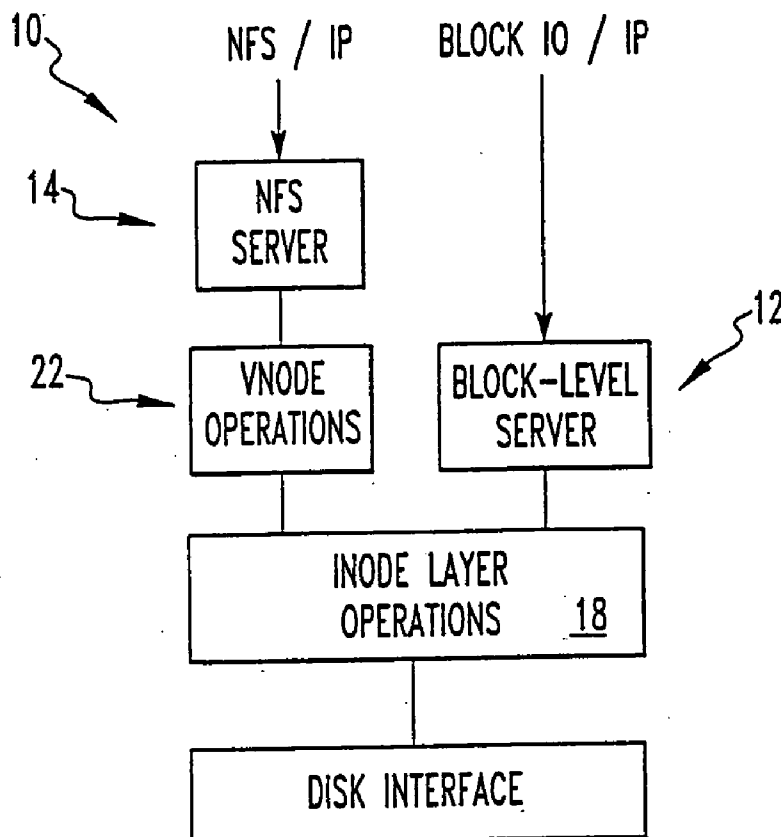 10
NFS / IP
BLOCK IO / IP
14
NFS
SERVER
12
22
VNODE
OPERATIONS
BLOCK-LEVEL
SERVER
INODE LAYER
OPERATIONS 18
DISK INTERFACE